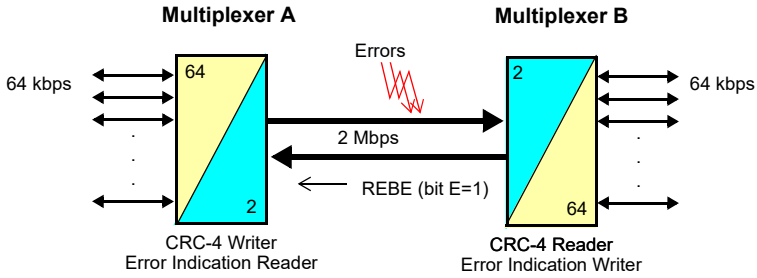 Multiplexer A
Multiplexer B
Errors
64
2
64 kbps
64 kbps
2 Mbps
REBE (bit E=1)
2
64
CRC-4 Writer
Error Indication Reader
CRC-4 Reader
Error Indication Writer